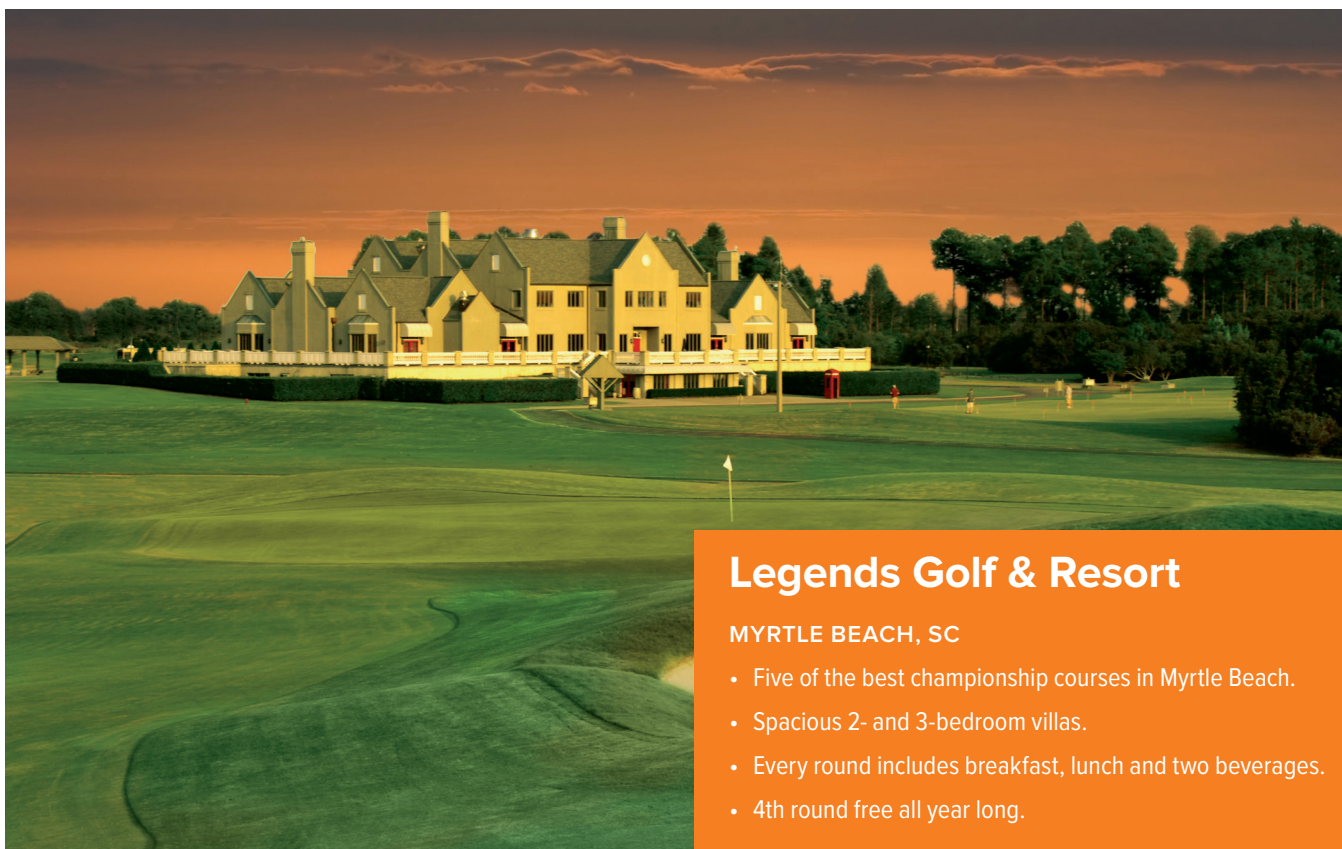 Legends Golf & Resort
MYRTLE BEACH, SC
• Five of the best championship courses in Myrtle Beach.
• Spacious 2- and 3-bedroom villas.
• Every round includes breakfast, lunch and two beverages.
• 4th round free all year long.